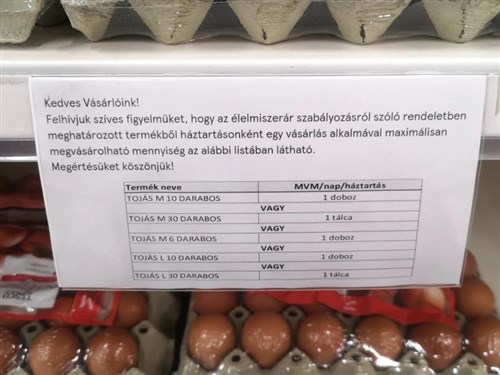 Kedves Vásárlóink!
Felhívjuk szíves figyelmüket, hogy az élelmiszerár szabályozásról szóló rendeletben
meghatározott termékből háztartásonként egy vásárlás alkalmával maximálisan
megvásárolható mennyiség az alábbi listában látható.
Megértésüket köszönjük!
Termék neve MVM/nap/háztartás
TOJÁS M 10 DARABOS 1 doboz
VAGY
TOJÁS M 30 DARABOS 1 tálca
VAGY
TOJÁS M 6 DARABOS 1 doboz
VAGY
TOJÁS L 10 DARABOS 1 doboz
VAGY
TOJÁS L 30 DARABOS 1 tálca